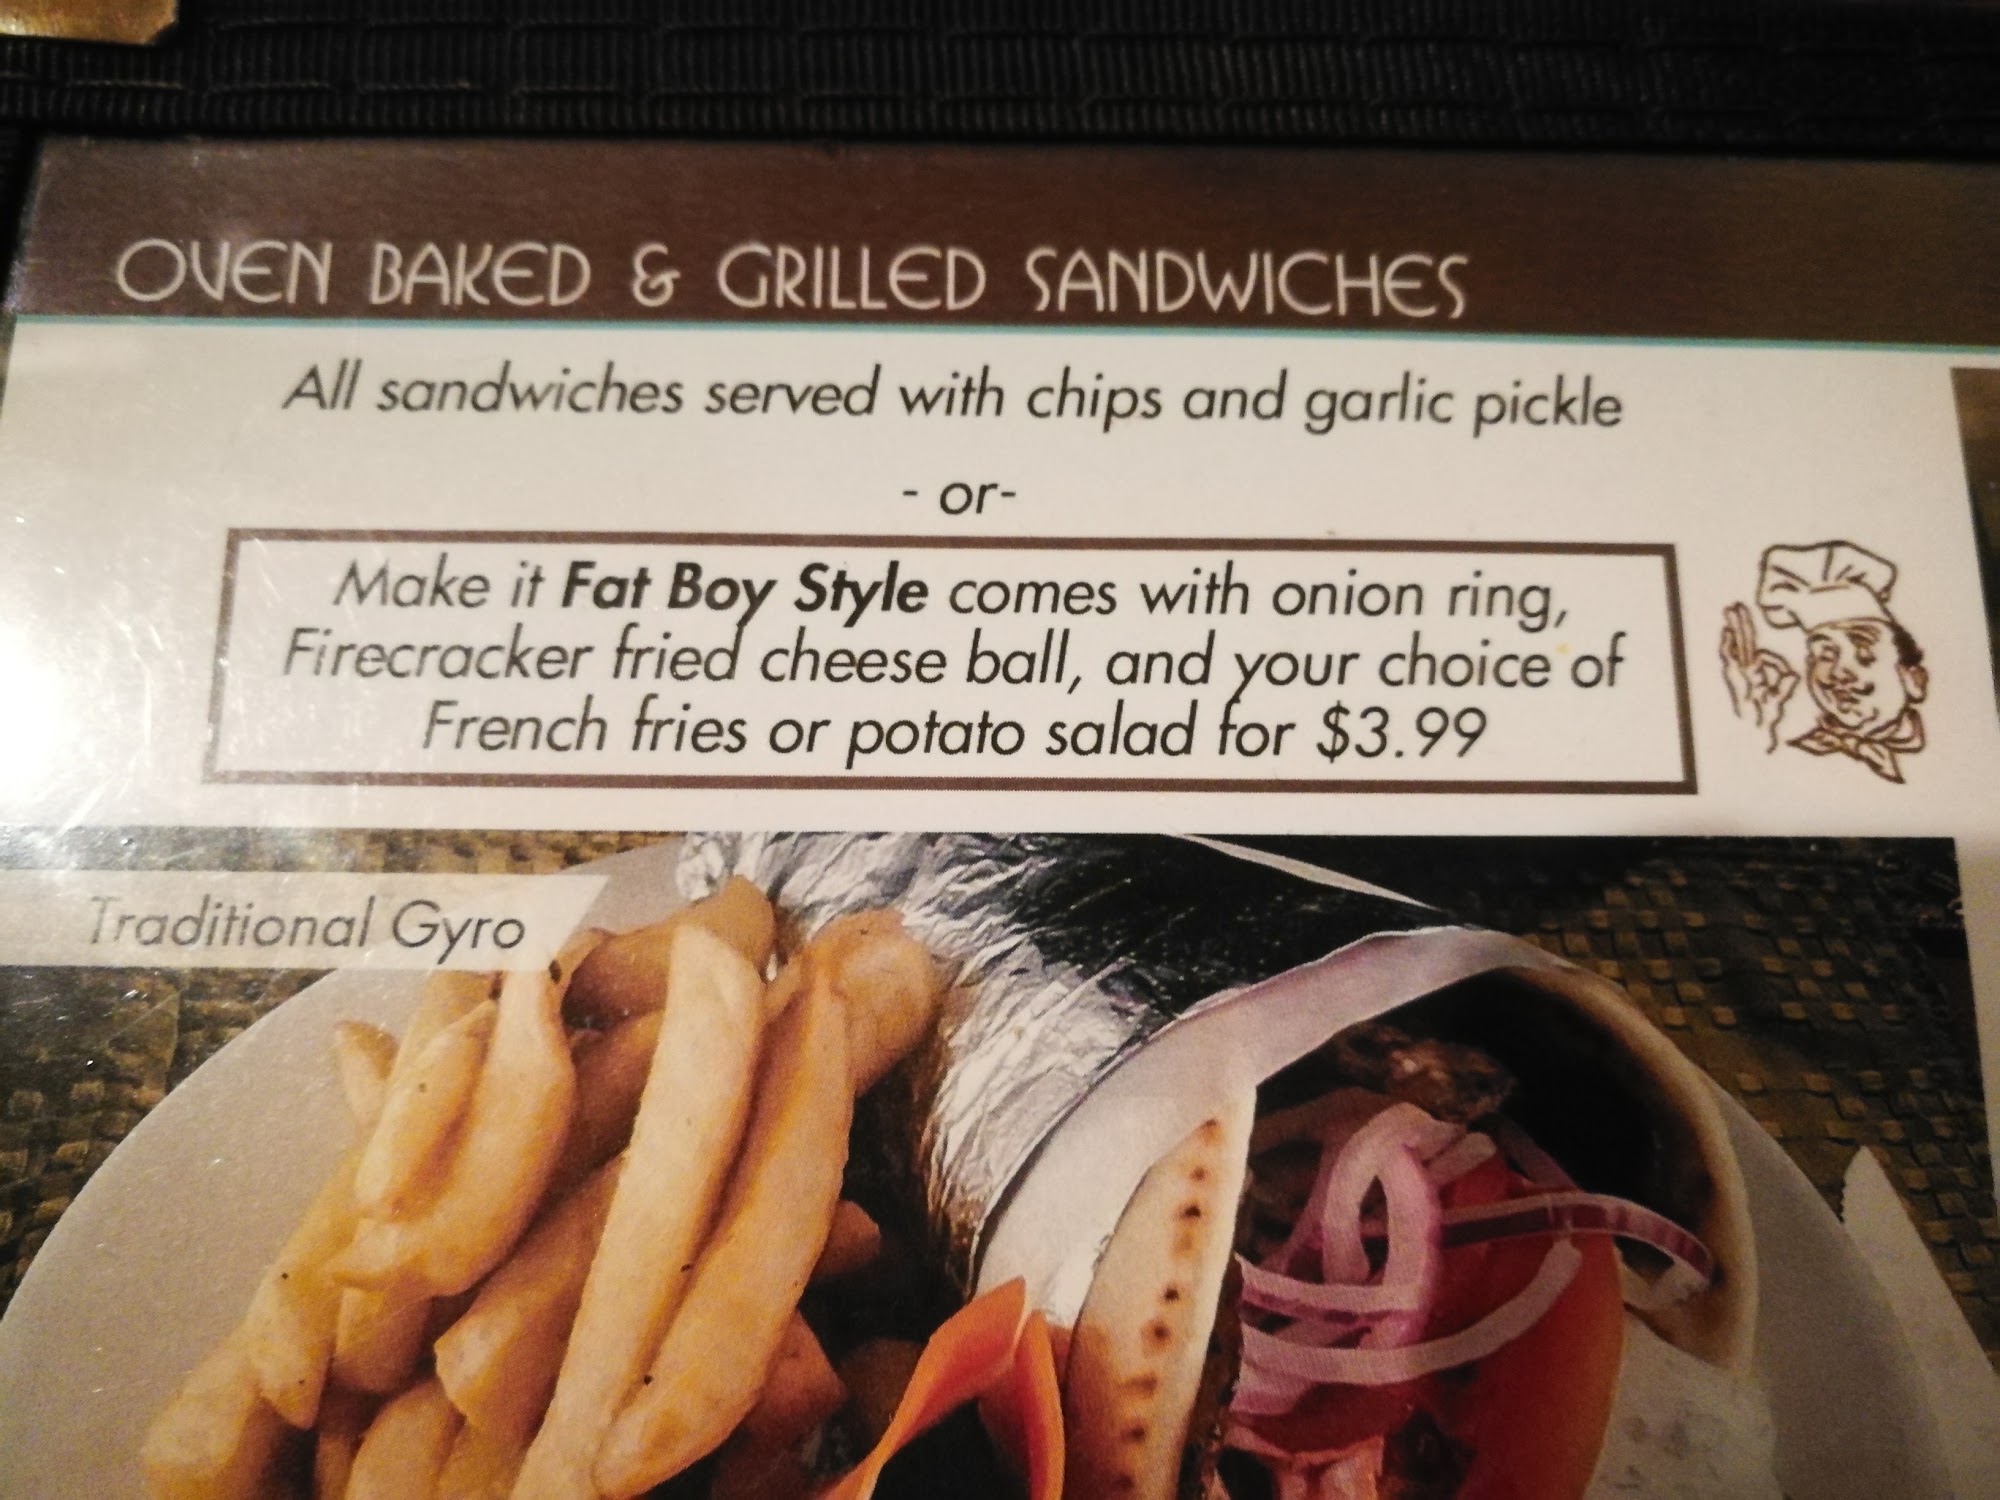 OVEN BAKED & GRILLED SANDWICHES
All sandwiches served with chips and garlic pickle
- or-
Make it Fat Boy Style comes with onion ring,
Firecracker fried cheese ball, and your choice of
French fries or potato salad for $3.99
Traditional Gyro